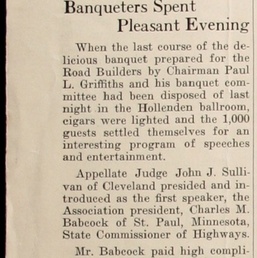 Banqueters Spent
Pleasant Evening
When the last course of the de-
licious banquet prepared for the
Road Builders by Chairman Paul
L. Griffiths and his banquet com-
mittee had been disposed of last
night in the Hollenden ballroom,
cigars were lighted and the 1,000
guests settled themselves for an
interesting program of speeches
and entertainment.
Appellate Judge John J. Sulli-
van of Cleveland presided and in-
troduced as the first speaker, the
Association president, Charles M.
Babcock of St. Paul, Minnesota,
State Commissioner of Highways.
Mr. Babcock paid high compli-